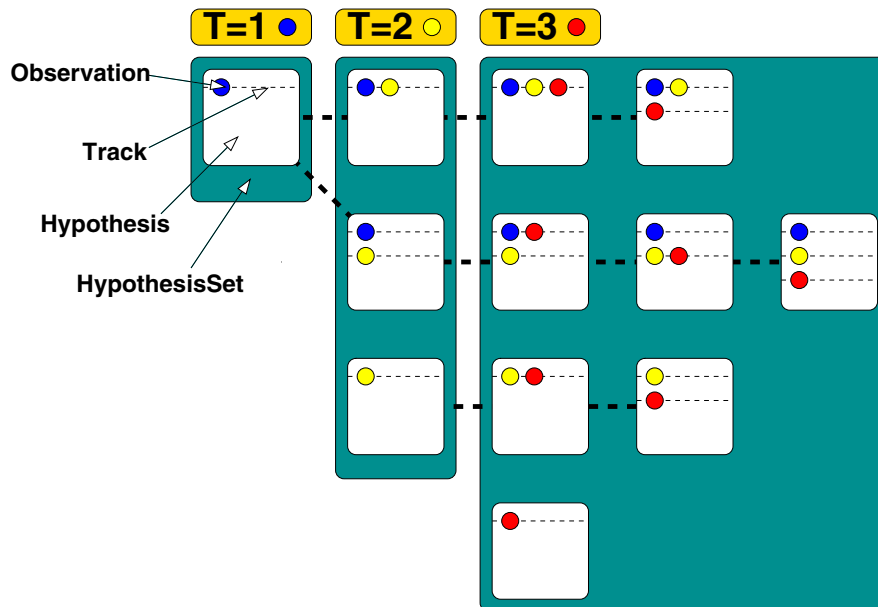 T=1
T=2
T=3
Observation
Track
Hypothesis
HypothesisSet